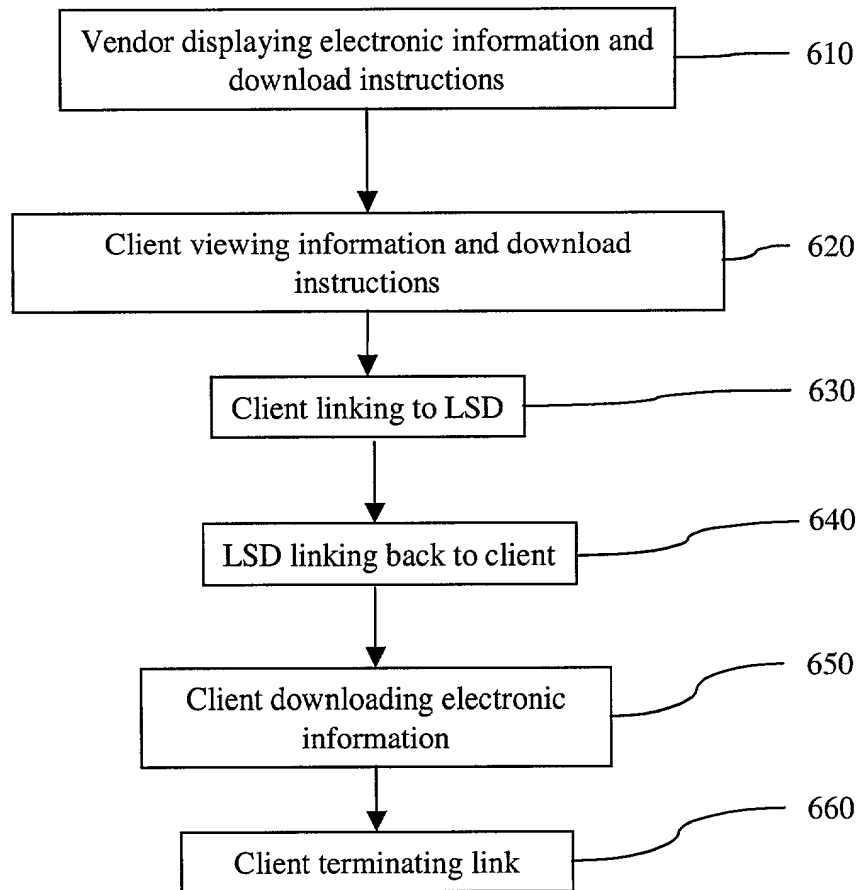 Vendor displaying electronic information and
download instructions
610
Client viewing information and download
instructions
620
Client linking to LSD
630
LSD linking back to client
640
Client downloading electronic
information
650
Client terminating link
660